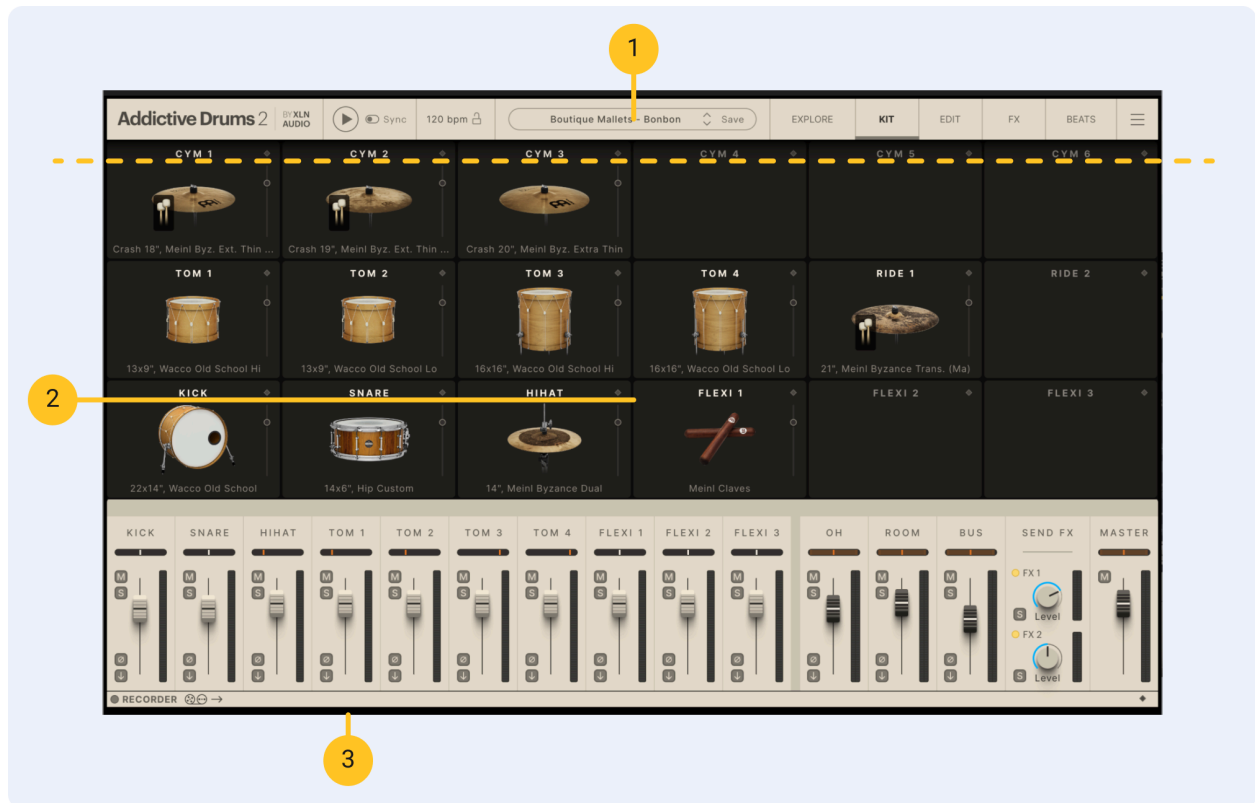 1
Addictive Drums 2 BY XLN AUDIO Sync 120 bpm Boutique Mallets - Bonbon Save EXPLORE KIT EDIT FX BEATS
CYM 1 CYM 2 CYM 3 CYM 4 CYM 5 CYM 6
Crash 18", Meinl Byz. Ext. Thin ... Crash 19", Meinl Byz. Ext. Thin ... Crash 20", Meinl Byz. Extra Thin
TOM 1 TOM 2 TOM 3 TOM 4 RIDE 1 RIDE 2
13x9", Wacco Old School Hi 13x9", Wacco Old School Lo 16x16", Wacco Old School Hi 16x16", Wacco Old School Lo 21", Meinl Byzance Trans. (Ma)
2
KICK SNARE HIHAT FLEXI 1 FLEXI 2 FLEXI 3
22x14", Wacco Old School 14x6", Hip Custom 14", Meinl Byzance Dual Meinl Claves
KICK SNARE HIHAT TOM 1 TOM 2 TOM 3 TOM 4 FLEXI 1 FLEXI 2 FLEXI 3 OH ROOM BUS SEND FX MASTER
M M M M M M M M M M M M M FX 1 M
S S S S S S S S S S S S S S Level
FX 2
S Level
RECORDER
3